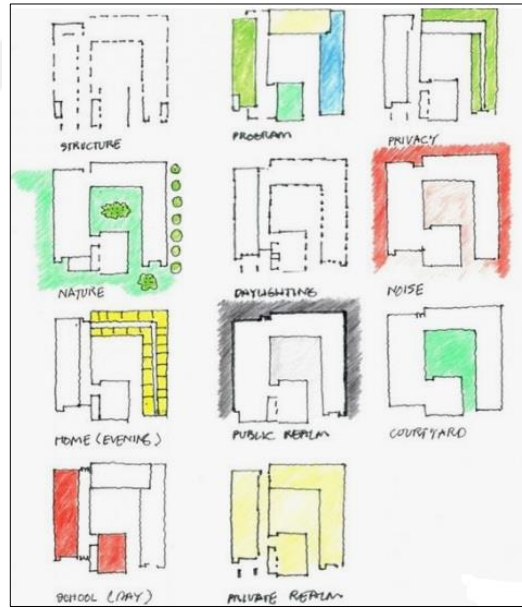 STRUCTURE
PROGRAM
PRIVACY
NATURE
DAYLIGHTING
NOISE
HOME (EVENING)
PUBLIC REALM
COURTYARD
SCHOOL (DAY)
PRIVATE REALM